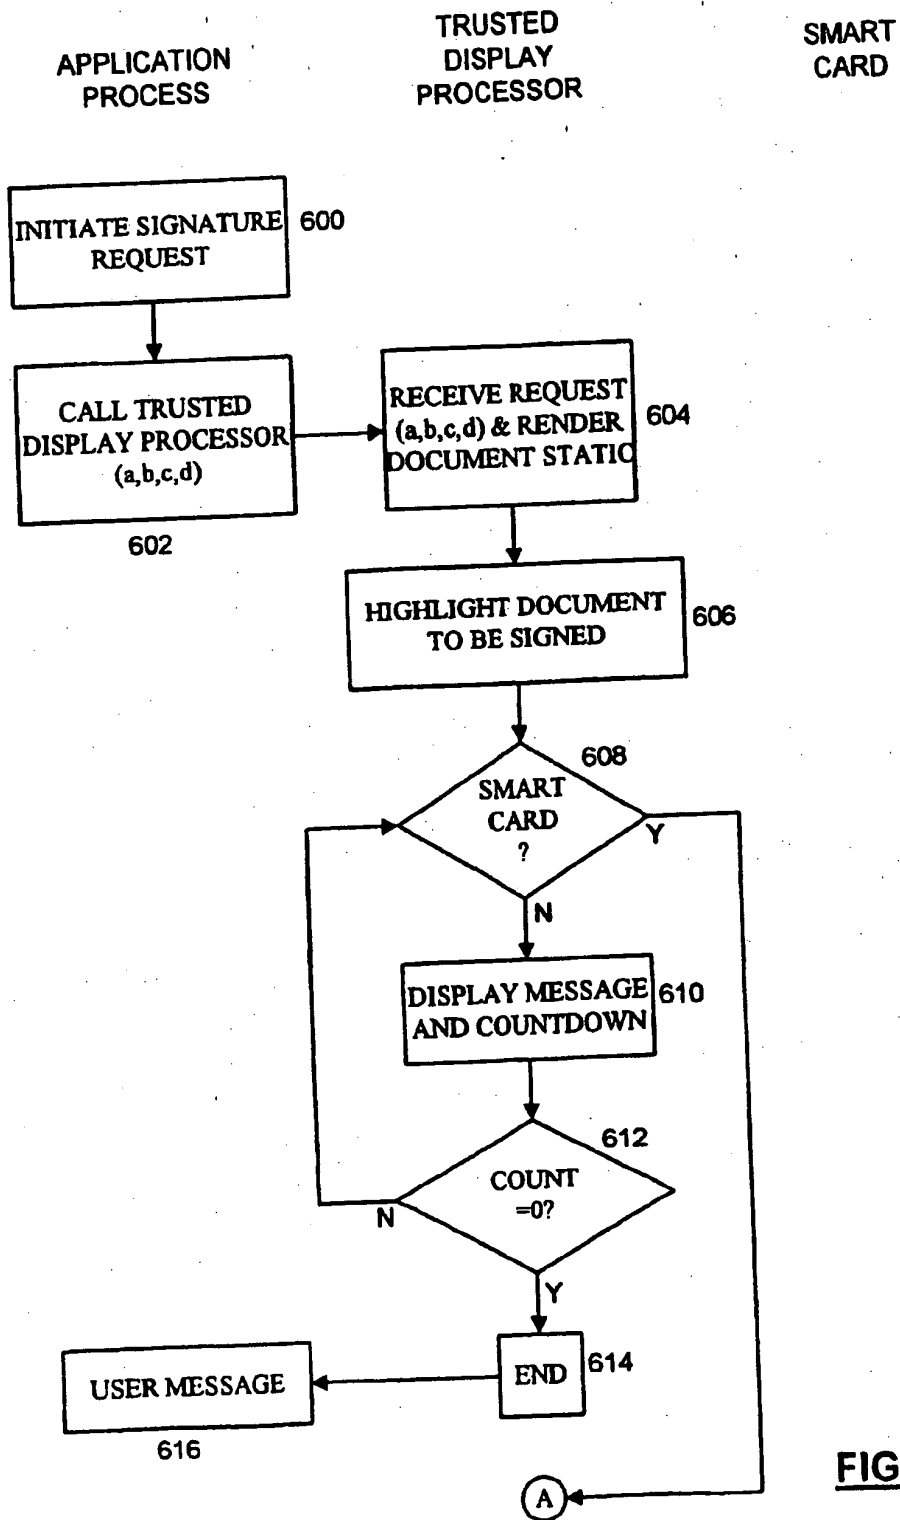 APPLICATION
PROCESS
TRUSTED
DISPLAY
PROCESSOR
SMART
CARD
INITIATE SIGNATURE
REQUEST
600
CALL TRUSTED
DISPLAY PROCESSOR
(a,b,c,d)
602
RECEIVE REQUEST
(a,b,c,d) & RENDER
DOCUMENT STATIC
604
HIGHLIGHT DOCUMENT
TO BE SIGNED
606
608
SMART
CARD
?
Y
N
DISPLAY MESSAGE
AND COUNTDOWN
610
612
COUNT
=0?
N
Y
END
614
USER MESSAGE
616
A
FIG